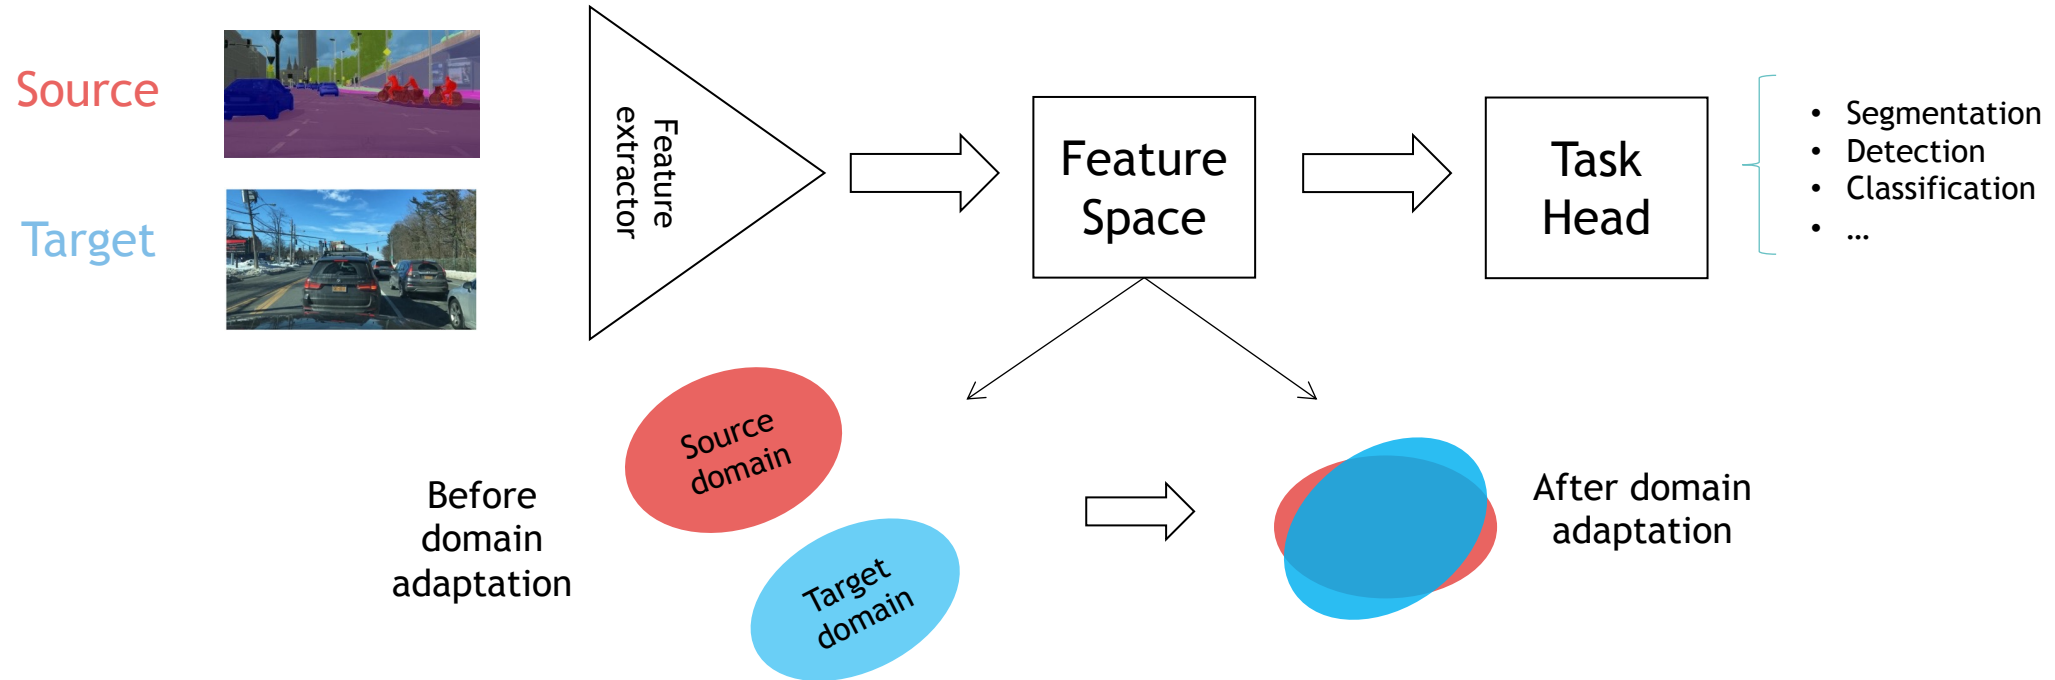 Source
Target
Feature
extractor
Feature
Space
Task
Head
• Segmentation
• Detection
• Classification
• …
Before
domain
adaptation
Source
domain
Target
domain
After domain
adaptation